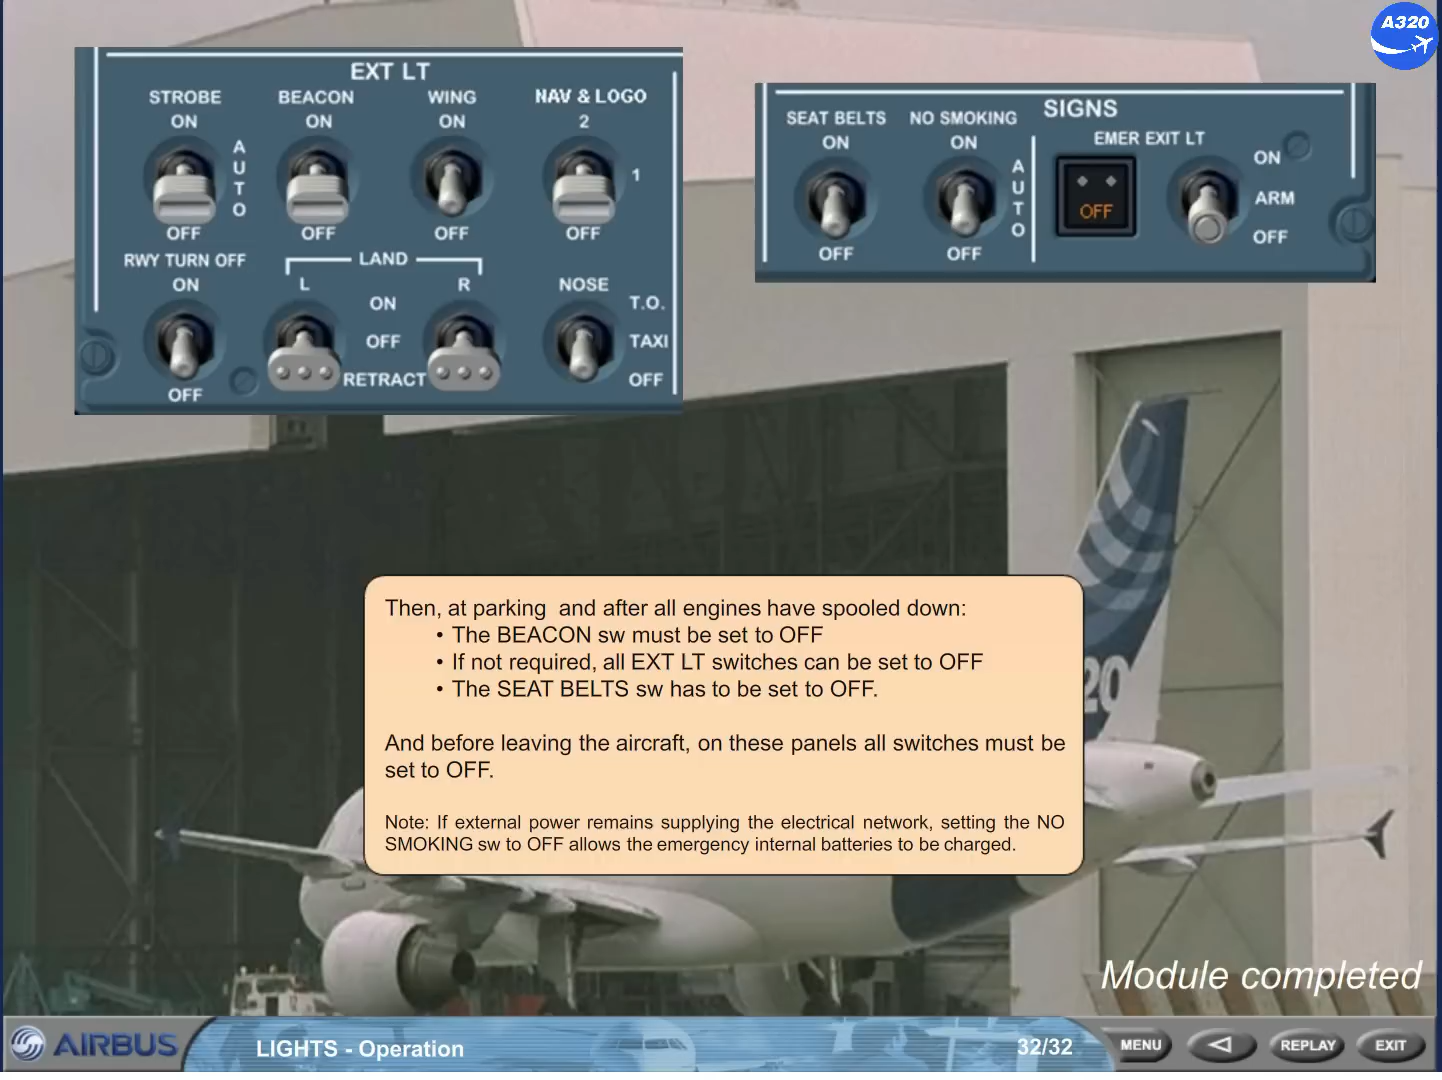 A320
EXT LT
STROBE BEACON WING NAV & LOGO
ON ON ON 2
AUTO
1
OFF OFF OFF OFF
RWY TURN OFF LAND
ON L R NOSE
ON T.O.
OFF TAXI
RETRACT OFF
OFF
SIGNS
SEAT BELTS NO SMOKING EMER EXIT LT
ON ON ON
AUTO
OFF ARM
OFF OFF OFF
Then, at parking and after all engines have spooled down:
• The BEACON sw must be set to OFF
• If not required, all EXT LT switches can be set to OFF
• The SEAT BELTS sw has to be set to OFF.
And before leaving the aircraft, on these panels all switches must be
set to OFF.
Note: If external power remains supplying the electrical network, setting the NO
SMOKING sw to OFF allows the emergency internal batteries to be charged.
20
Module completed
AIRBUS LIGHTS - Operation 32/32 MENU REPLAY EXIT